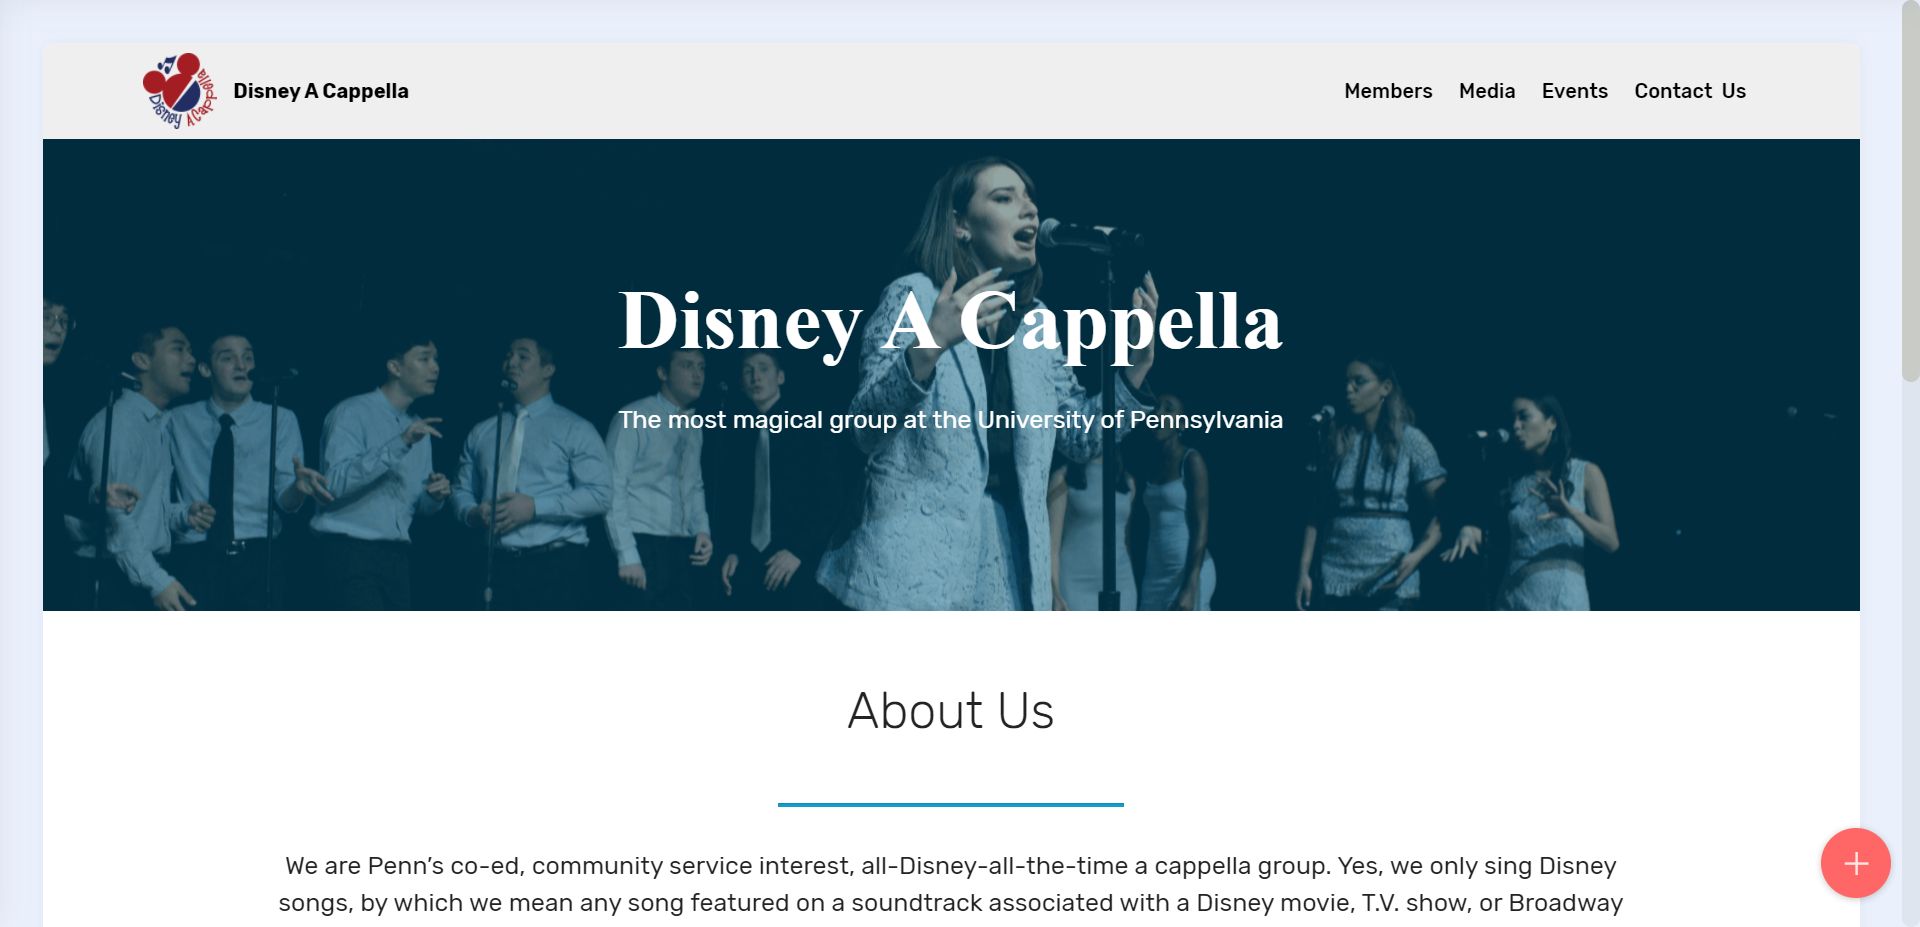 Disney A Cappella
Disney A Cappella
Members Media Events Contact Us
Disney A Cappella
The most magical group at the University of Pennsylvania
About Us
We are Penn’s co-ed, community service interest, all-Disney-all-the-time a cappella group. Yes, we only sing Disney
songs, by which we mean any song featured on a soundtrack associated with a Disney movie, T.V. show, or Broadway